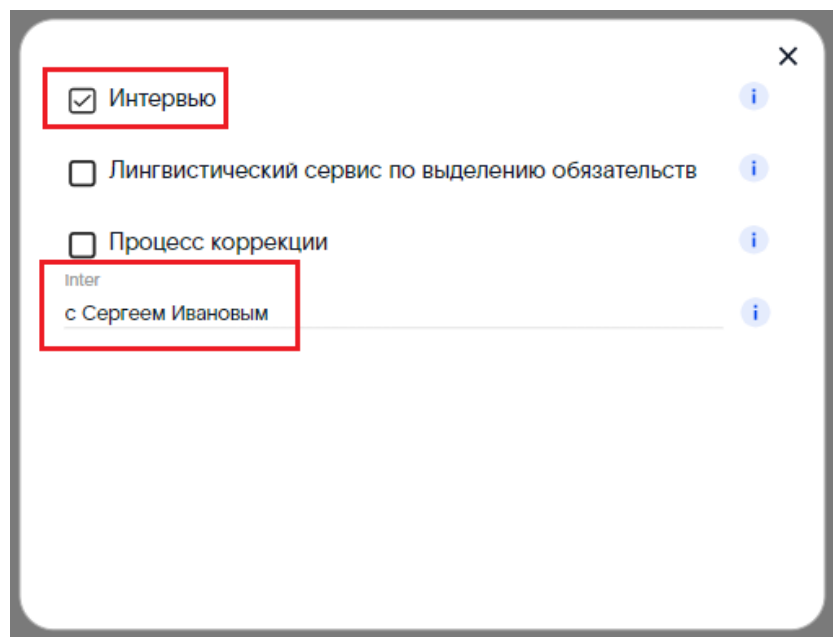 Интервью
Лингвистический сервис по выделению обязательств
Процесс коррекции
Inter
с Сергеем Ивановым